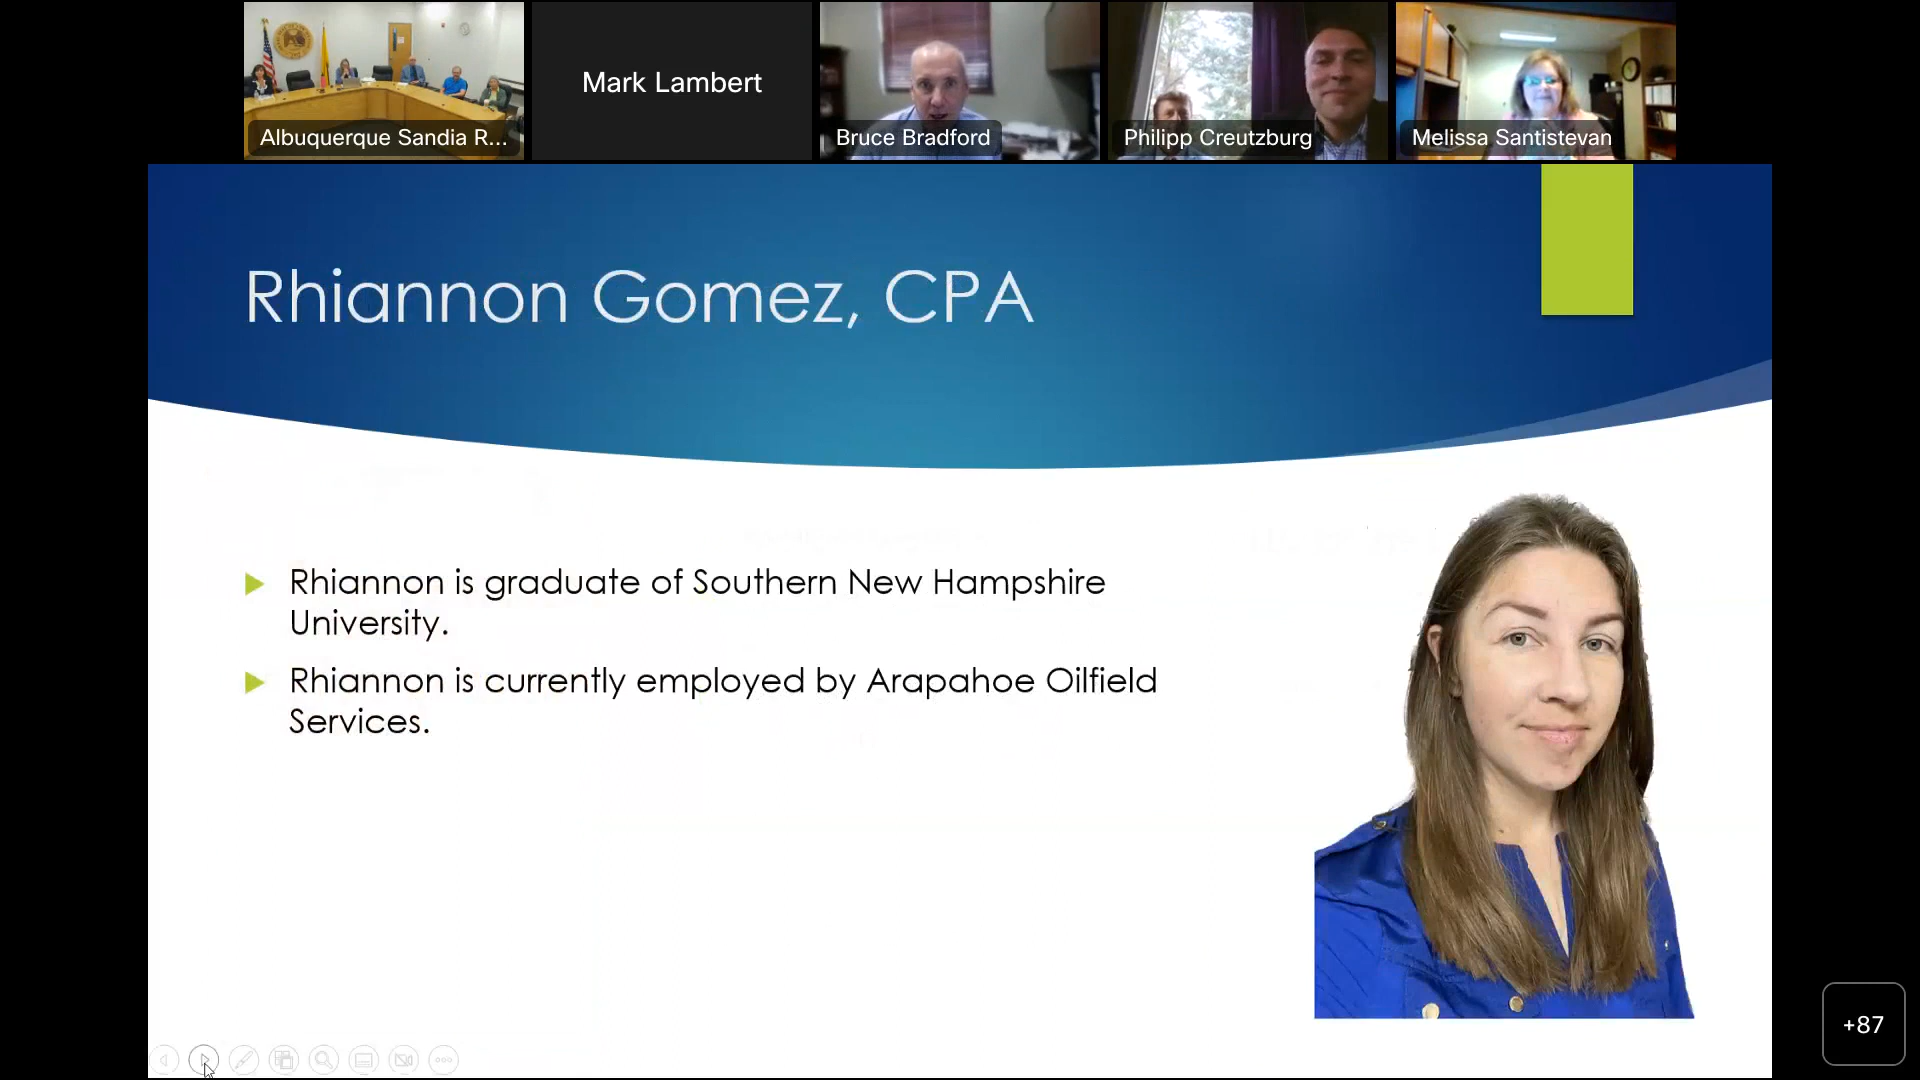 Albuquerque Sandia R...
Mark Lambert
Bruce Bradford
Philipp Creutzburg
Melissa Santistevan
Rhiannon Gomez, CPA
Rhiannon is graduate of Southern New Hampshire
University.
Rhiannon is currently employed by Arapahoe Oilfield
Services.
+87